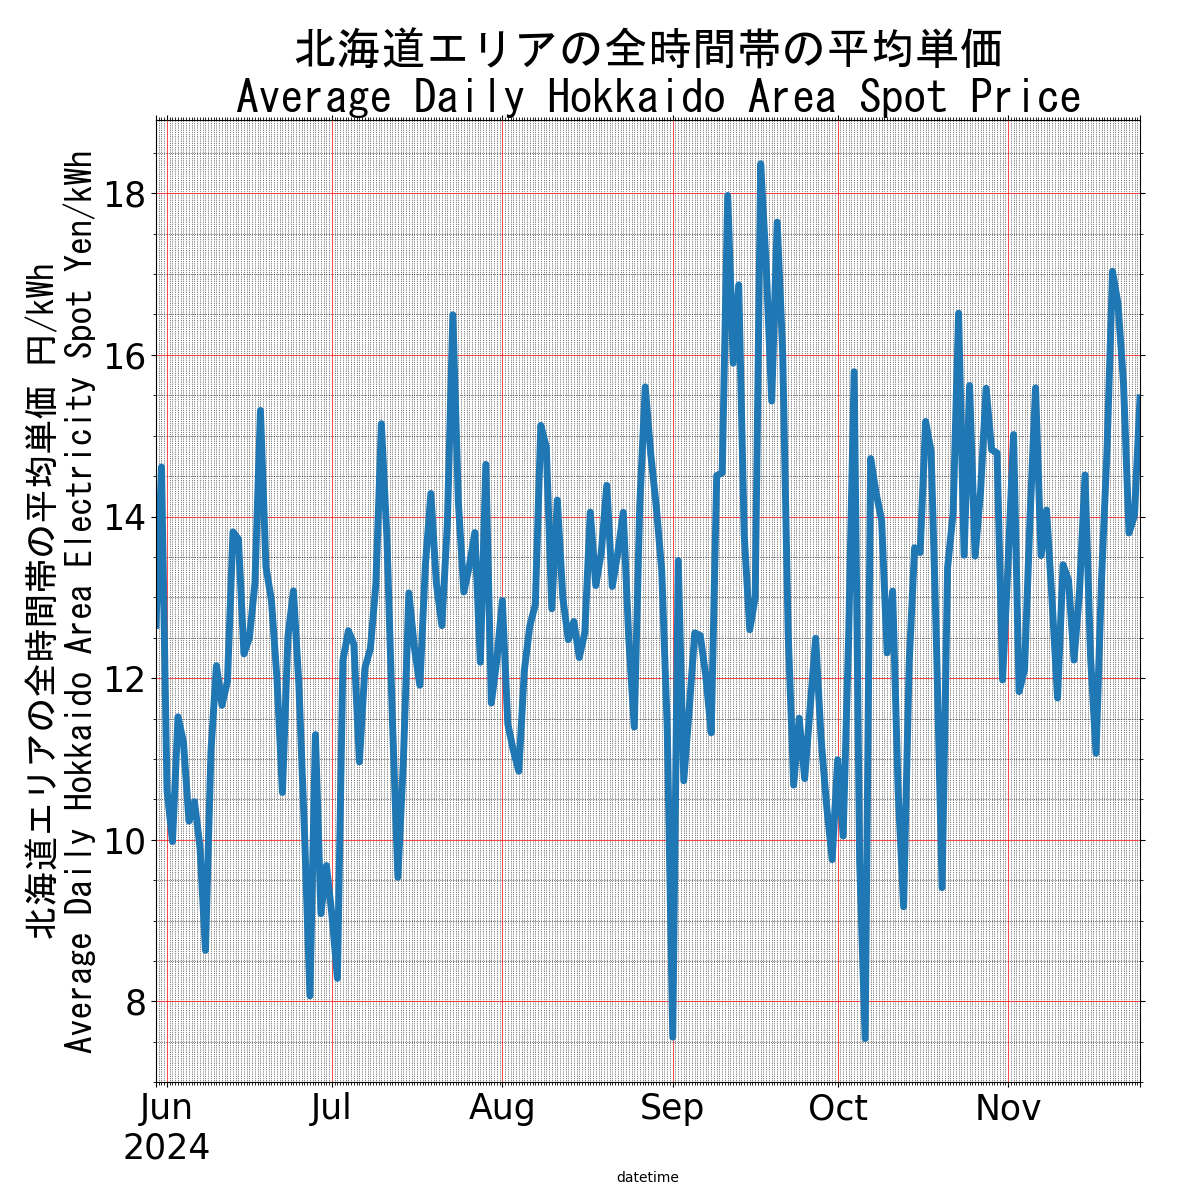 北海道エリアの全時間帯の平均単価
Average Daily Hokkaido Area Spot Price
北海道エリアの全時間帯の平均単価 円/kWh
Average Daily Hokkaido Area Electricity Spot Yen/kWh
18
16
14
12
10
8
Jun Jul Aug Sep Oct Nov
2024
datetime